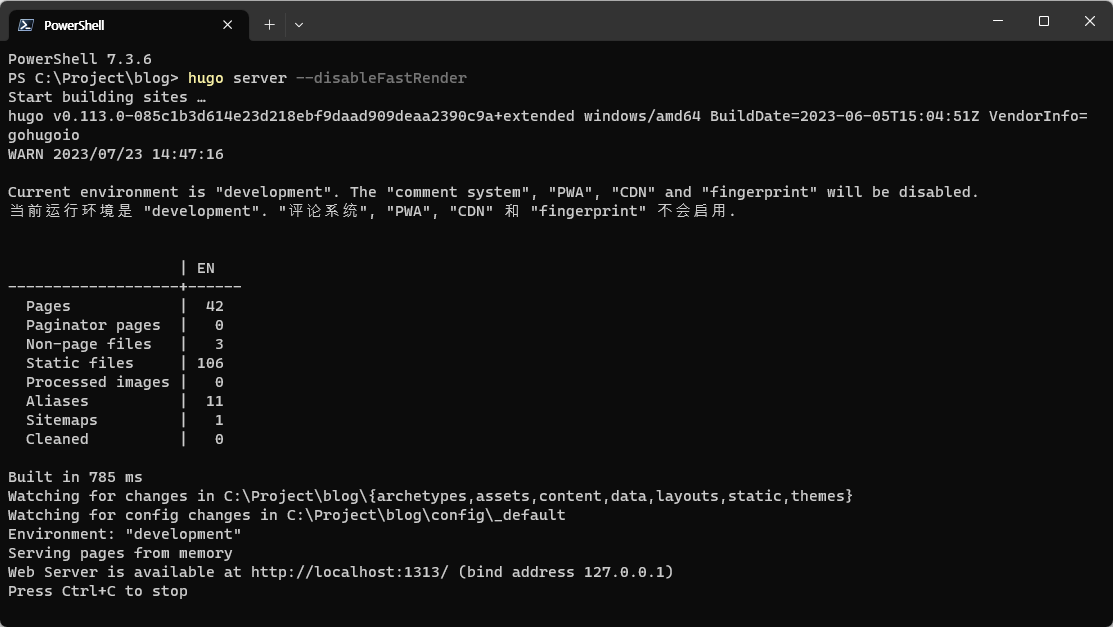 PowerShell
PowerShell 7.3.6
PS C:\Project\blog> hugo server --disableFastRender
Start building sites …
hugo v0.113.0-085c1b3d614e23d218ebf9daad909deaa2390c9a+extended windows/amd64 BuildDate=2023-06-05T15:04:51Z VendorInfo=
gohugoio
WARN 2023/07/23 14:47:16
Current environment is "development". The "comment system", "PWA", "CDN" and "fingerprint" will be disabled.
当前运行环境是 "development". "评论系统", "PWA", "CDN" 和 "fingerprint" 不会启用.
                   | EN
-------------------+------
  Pages            |  42
  Paginator pages  |   0
  Non-page files   |   3
  Static files     | 106
  Processed images |   0
  Aliases          |  11
  Sitemaps         |   1
  Cleaned          |   0
Built in 785 ms
Watching for changes in C:\Project\blog\{archetypes,assets,content,data,layouts,static,themes}
Watching for config changes in C:\Project\blog\config\_default
Environment: "development"
Serving pages from memory
Web Server is available at http://localhost:1313/ (bind address 127.0.0.1)
Press Ctrl+C to stop